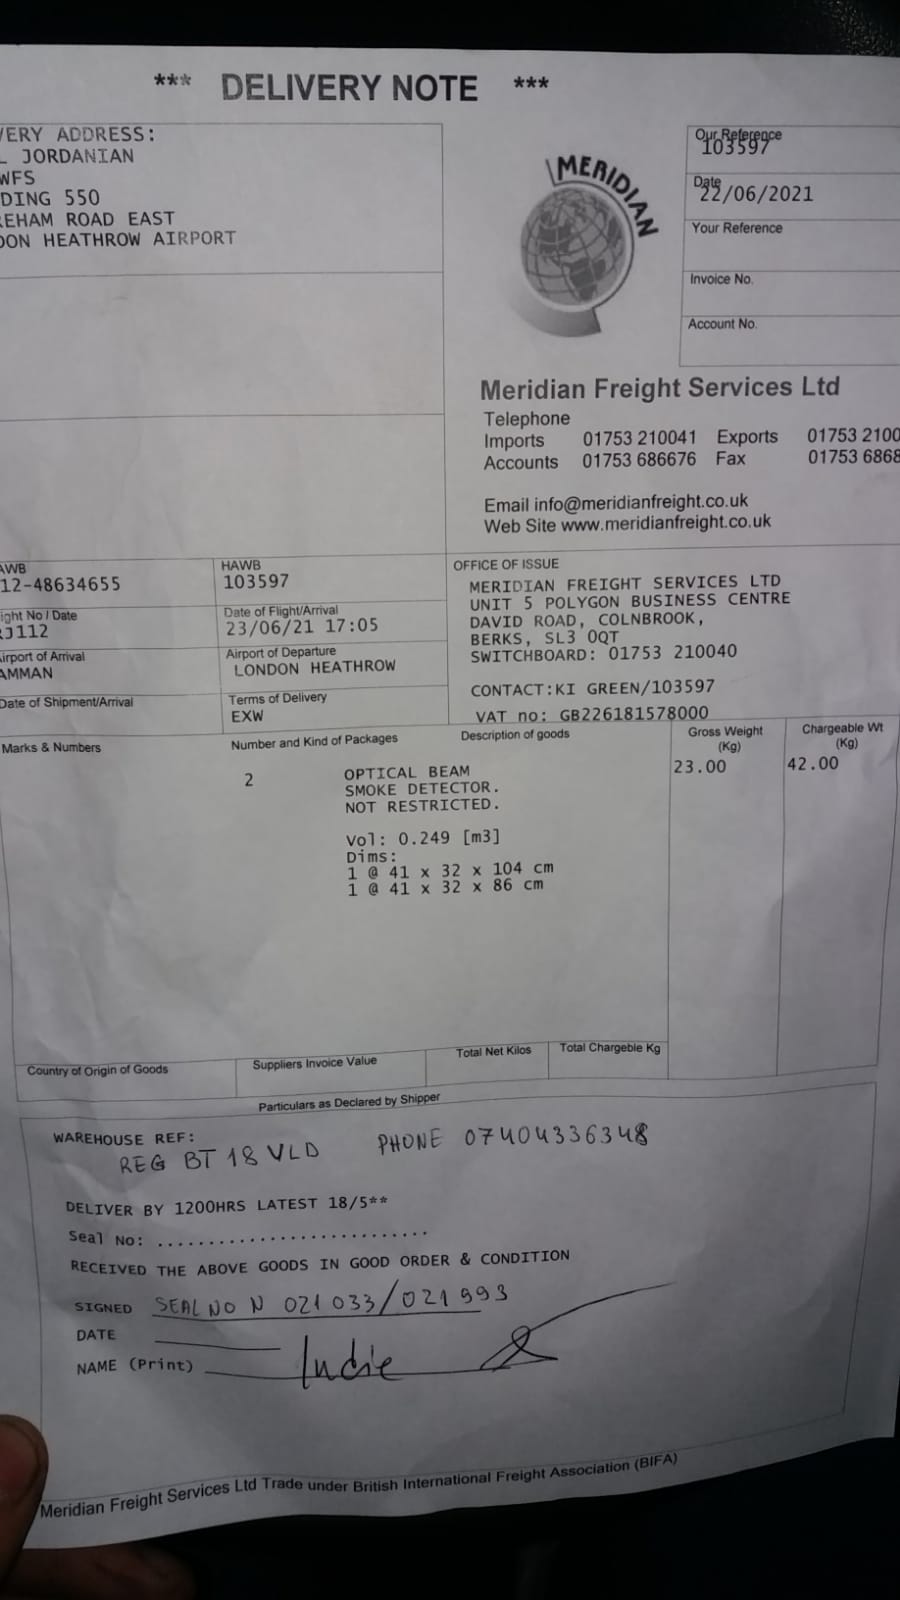 *** DELIVERY NOTE ***
VERY ADDRESS:
L JORDANIAN
WFS
DING 550
REHAM ROAD EAST
DON HEATHROW AIRPORT
MERIDIAN
Our Reference
103597
Date
22/06/2021
Your Reference
Invoice No.
Account No.
Meridian Freight Services Ltd
Telephone
Imports 01753 210041 Exports 01753 2100
Accounts 01753 686676 Fax 01753 6868
Email info@meridianfreight.co.uk
Web Site www.meridianfreight.co.uk
AWB
12-48634655
HAWB
103597
ight No / Date
RJ112
Date of Flight/Arrival
23/06/21 17:05
Airport of Arrival
AMMAN
Airport of Departure
LONDON HEATHROW
Date of Shipment/Arrival
Terms of Delivery
EXW
OFFICE OF ISSUE
MERIDIAN FREIGHT SERVICES LTD
UNIT 5 POLYGON BUSINESS CENTRE
DAVID ROAD, COLNBROOK,
BERKS, SL3 0QT
SWITCHBOARD: 01753 210040
CONTACT:KI GREEN/103597
VAT no: GB226181578000
Marks & Numbers
Number and Kind of Packages
Description of goods
Gross Weight
(Kg)
Chargeable Wt
(Kg)
2
OPTICAL BEAM
SMOKE DETECTOR.
NOT RESTRICTED.
23.00
42.00
Vol: 0.249 [m3]
Dims:
1 @ 41 x 32 x 104 cm
1 @ 41 x 32 x 86 cm
Country of Origin of Goods
Suppliers Invoice Value
Total Net Kilos
Total Chargeble Kg
Particulars as Declared by Shipper
WAREHOUSE REF:
REG BT 18 VLD PHONE 07404336348
DELIVER BY 1200HRS LATEST 18/5**
Seal No: ...........................
RECEIVED THE ABOVE GOODS IN GOOD ORDER & CONDITION
SIGNED SEAL NO N 021033/021993
DATE
NAME (Print) Indie
Meridian Freight Services Ltd Trade under British International Freight Association (BIFA)